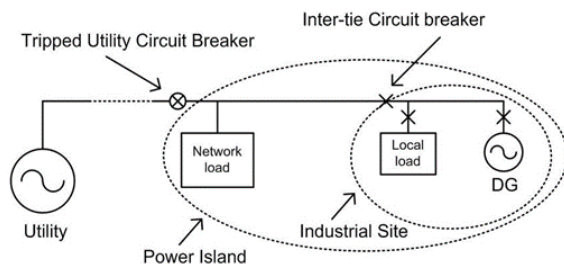 Inter-tie Circuit breaker
Tripped Utility Circuit Breaker
Network
load
Local
load
DG
Utility
Industrial Site
Power Island